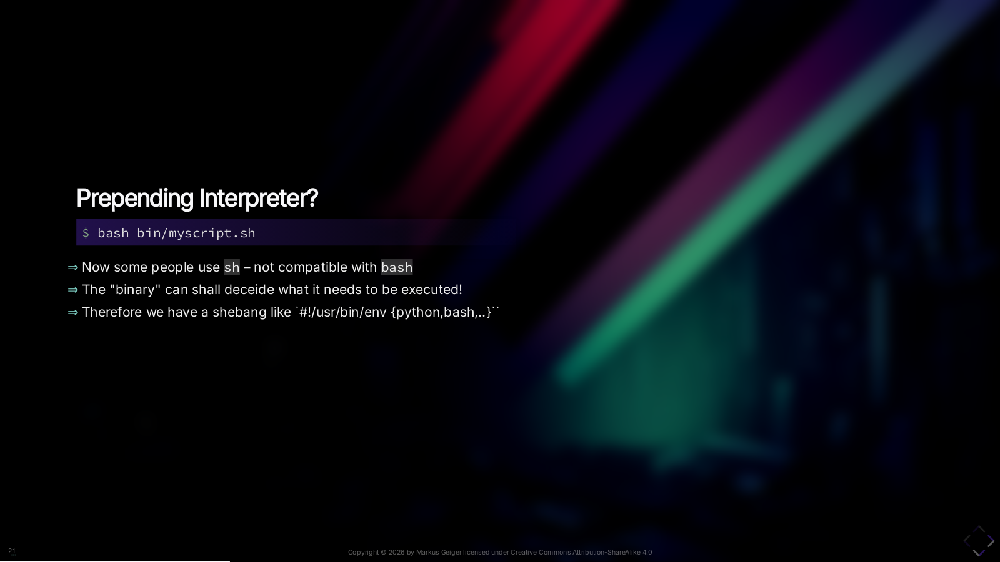 Prepending Interpreter?
$ bash bin/myscript.sh
⇒ Now some people use sh – not compatible with bash
⇒ The "binary" can shall deceide what it needs to be executed!
⇒ Therefore we have a shebang like `#!/usr/bin/env {python,bash,..}``
21
Copyright © 2026 by Markus Geiger licensed under Creative Commons Attribution-ShareAlike 4.0